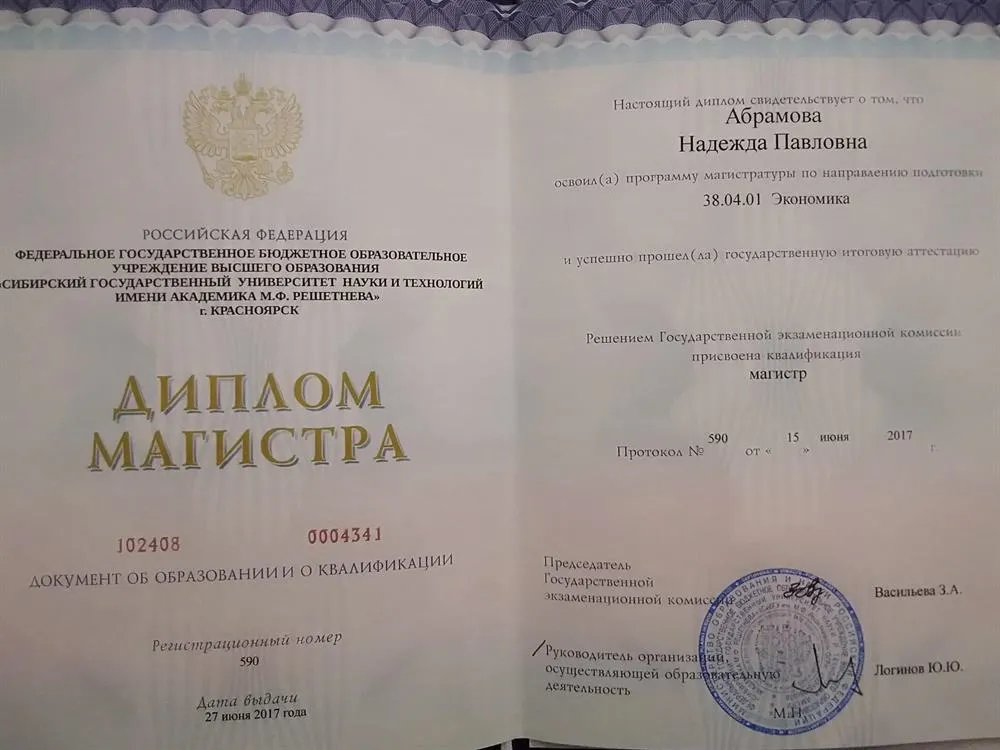 РОССИЙСКАЯ ФЕДЕРАЦИЯ
ФЕДЕРАЛЬНОЕ ГОСУДАРСТВЕННОЕ БЮДЖЕТНОЕ ОБРАЗОВАТЕЛЬНОЕ
УЧРЕЖДЕНИЕ ВЫСШЕГО ОБРАЗОВАНИЯ
«СИБИРСКИЙ ГОСУДАРСТВЕННЫЙ УНИВЕРСИТЕТ НАУКИ И ТЕХНОЛОГИЙ
ИМЕНИ АКАДЕМИКА М.Ф. РЕШЕТНЕВА»
г. КРАСНОЯРСК
ДИПЛОМ
МАГИСТРА
102408 0004341
ДОКУМЕНТ ОБ ОБРАЗОВАНИИ И О КВАЛИФИКАЦИИ
Регистрационный номер
590
Дата выдачи
27 июня 2017 года
Настоящий диплом свидетельствует о том, что
Абрамова
Надежда Павловна
освоил(а) программу магистратуры по направлению подготовки
38.04.01 Экономика
и успешно прошел(ла) государственную итоговую аттестацию
Решением Государственной экзаменационной комиссии
присвоена квалификация
магистр
Протокол № 590 от « 15 » июня 2017 г.
Председатель
Государственной
экзаменационной комиссии
Васильева З.А.
Руководитель организации,
осуществляющей образовательную
деятельность
Логинов Ю.Ю.
М.П.